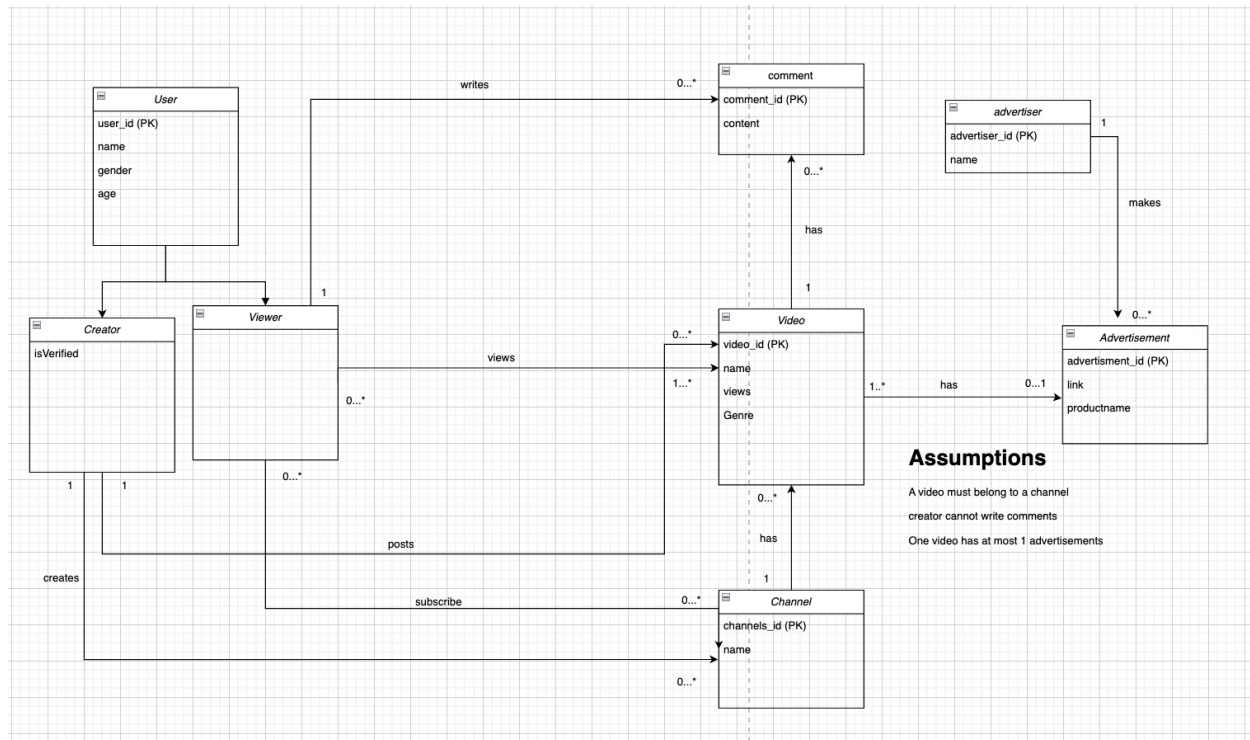 User
user_id (PK)
name
gender
age
writes
0...*
comment
comment_id (PK)
content
advertiser
advertiser_id (PK)
name
1
makes
0...*
0...*
has
1
1
Creator
isVerified
Viewer
0...*
views
0...*
1...*
Video
video_id (PK)
name
views
Genre
1..*
has
0...1
Advertisement
advertisment_id (PK)
link
productname
Assumptions
A video must belong to a channel
creator cannot write comments
One video has at most 1 advertisements
1
1
0...*
posts
0...*
has
1
creates
subscribe
0...*
Channel
channels_id (PK)
name
0...*